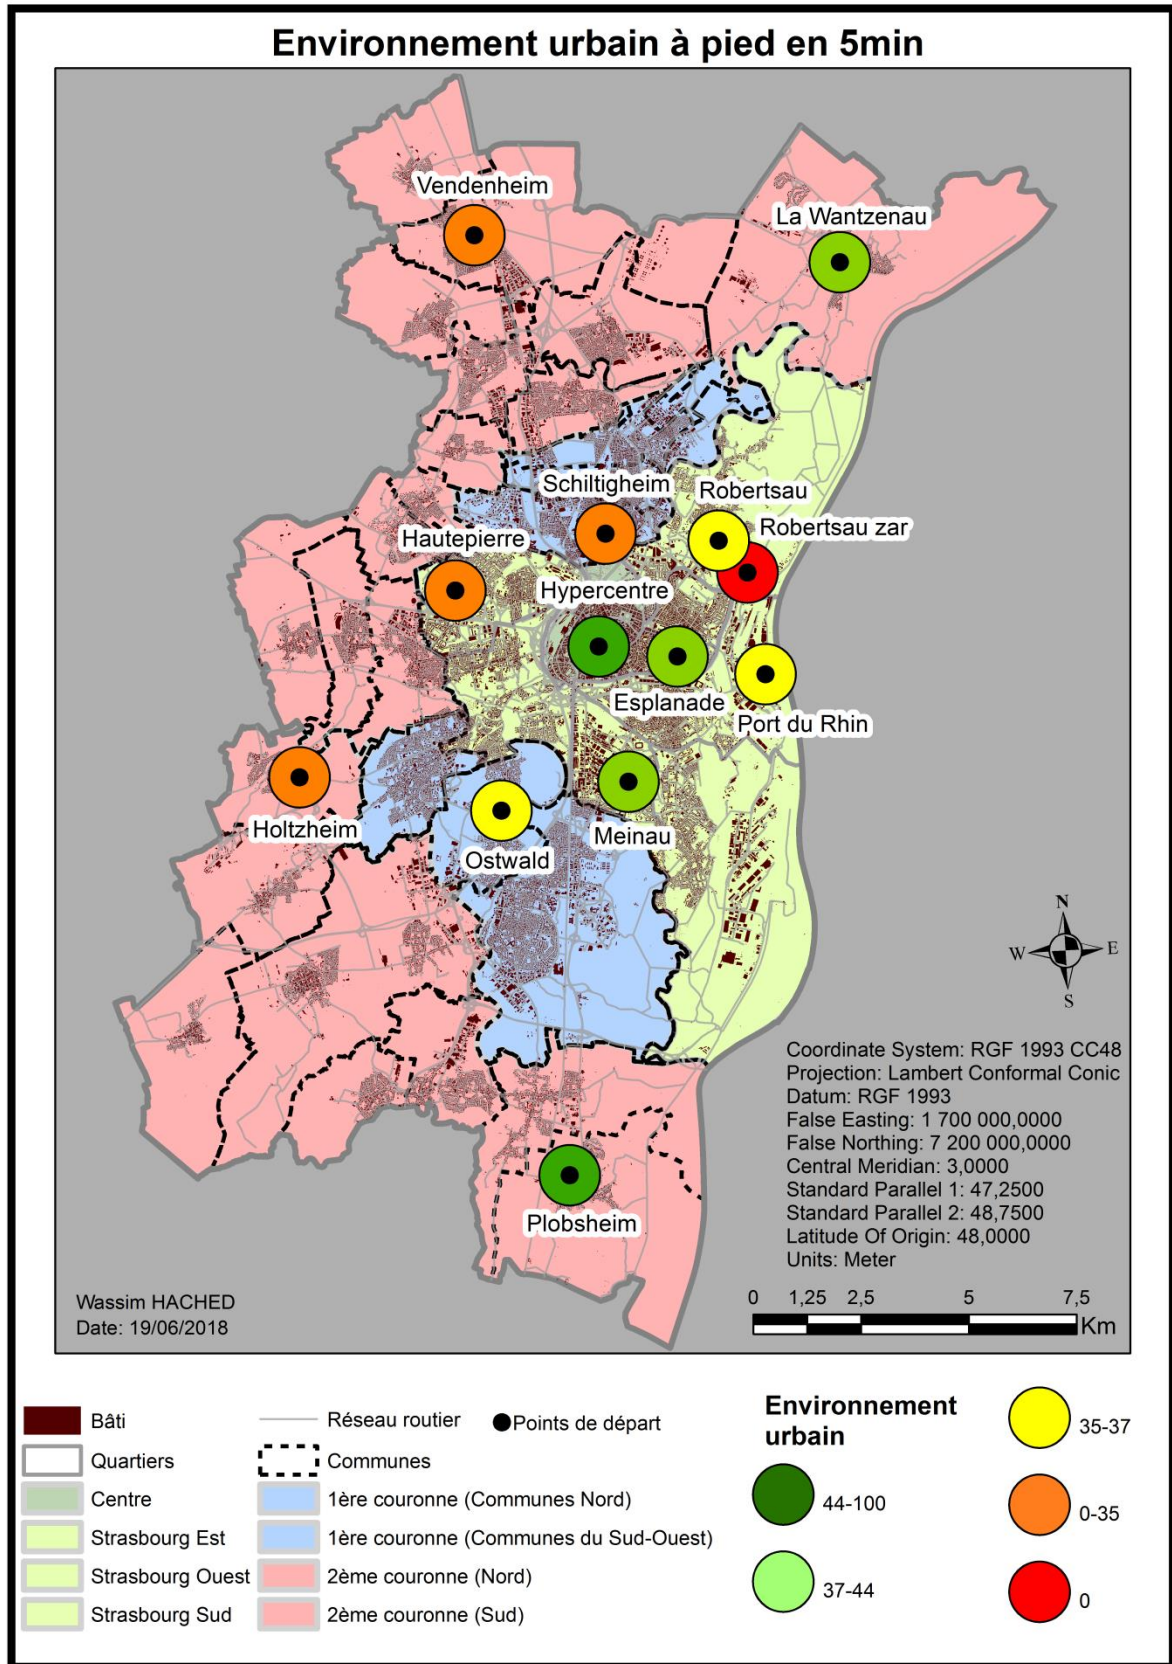 Environnement urbain à pied en 5min
Vendenheim
La Wantzenau
Schiltigheim
Robertsau
Robertsau zar
Hautepierre
Hypercentre
Esplanade
Port du Rhin
Holtzheim
Ostwald
Meinau
Plobsheim
N
W
E
S
Coordinate System: RGF 1993 CC48
Projection: Lambert Conformal Conic
Datum: RGF 1993
False Easting: 1 700 000,0000
False Northing: 7 200 000,0000
Central Meridian: 3,0000
Standard Parallel 1: 47,2500
Standard Parallel 2: 48,7500
Latitude Of Origin: 48,0000
Units: Meter
Wassim HACHED
Date: 19/06/2018
0 1,25 2,5 5 7,5
Km
Bâti
Quartiers
Centre
Strasbourg Est
Strasbourg Ouest
Strasbourg Sud
Réseau routier
Points de départ
Communes
1ère couronne (Communes Nord)
1ère couronne (Communes du Sud-Ouest)
2ème couronne (Nord)
2ème couronne (Sud)
Environnement
urbain
44-100
37-44
35-37
0-35
0